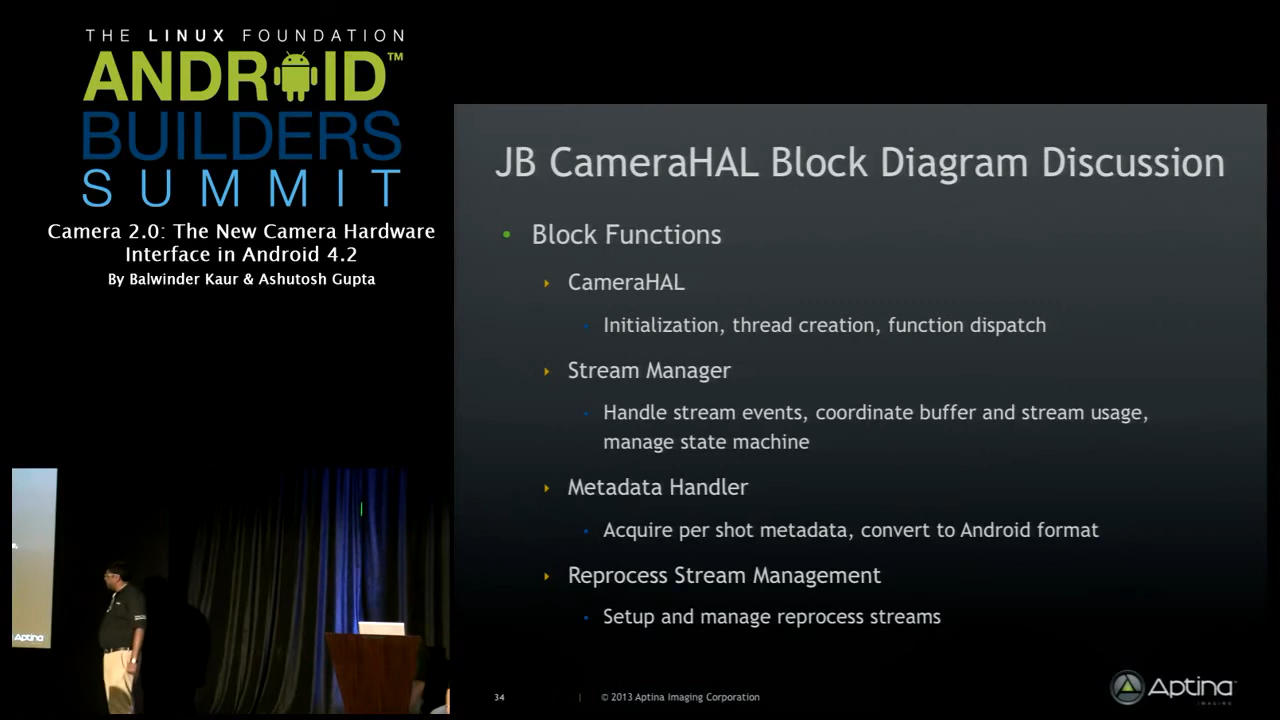 THE LINUX FOUNDATION
ANDROID™
BUILDERS
SUMMIT
Camera 2.0: The New Camera Hardware
Interface in Android 4.2
By Balwinder Kaur & Ashutosh Gupta
JB CameraHAL Block Diagram Discussion
• Block Functions
CameraHAL
Initialization, thread creation, function dispatch
Stream Manager
Handle stream events, coordinate buffer and stream usage,
manage state machine
Metadata Handler
Acquire per shot metadata, convert to Android format
Reprocess Stream Management
Setup and manage reprocess streams
34 | © 2013 Aptina Imaging Corporation
Aptina
IMAGING
Aptina